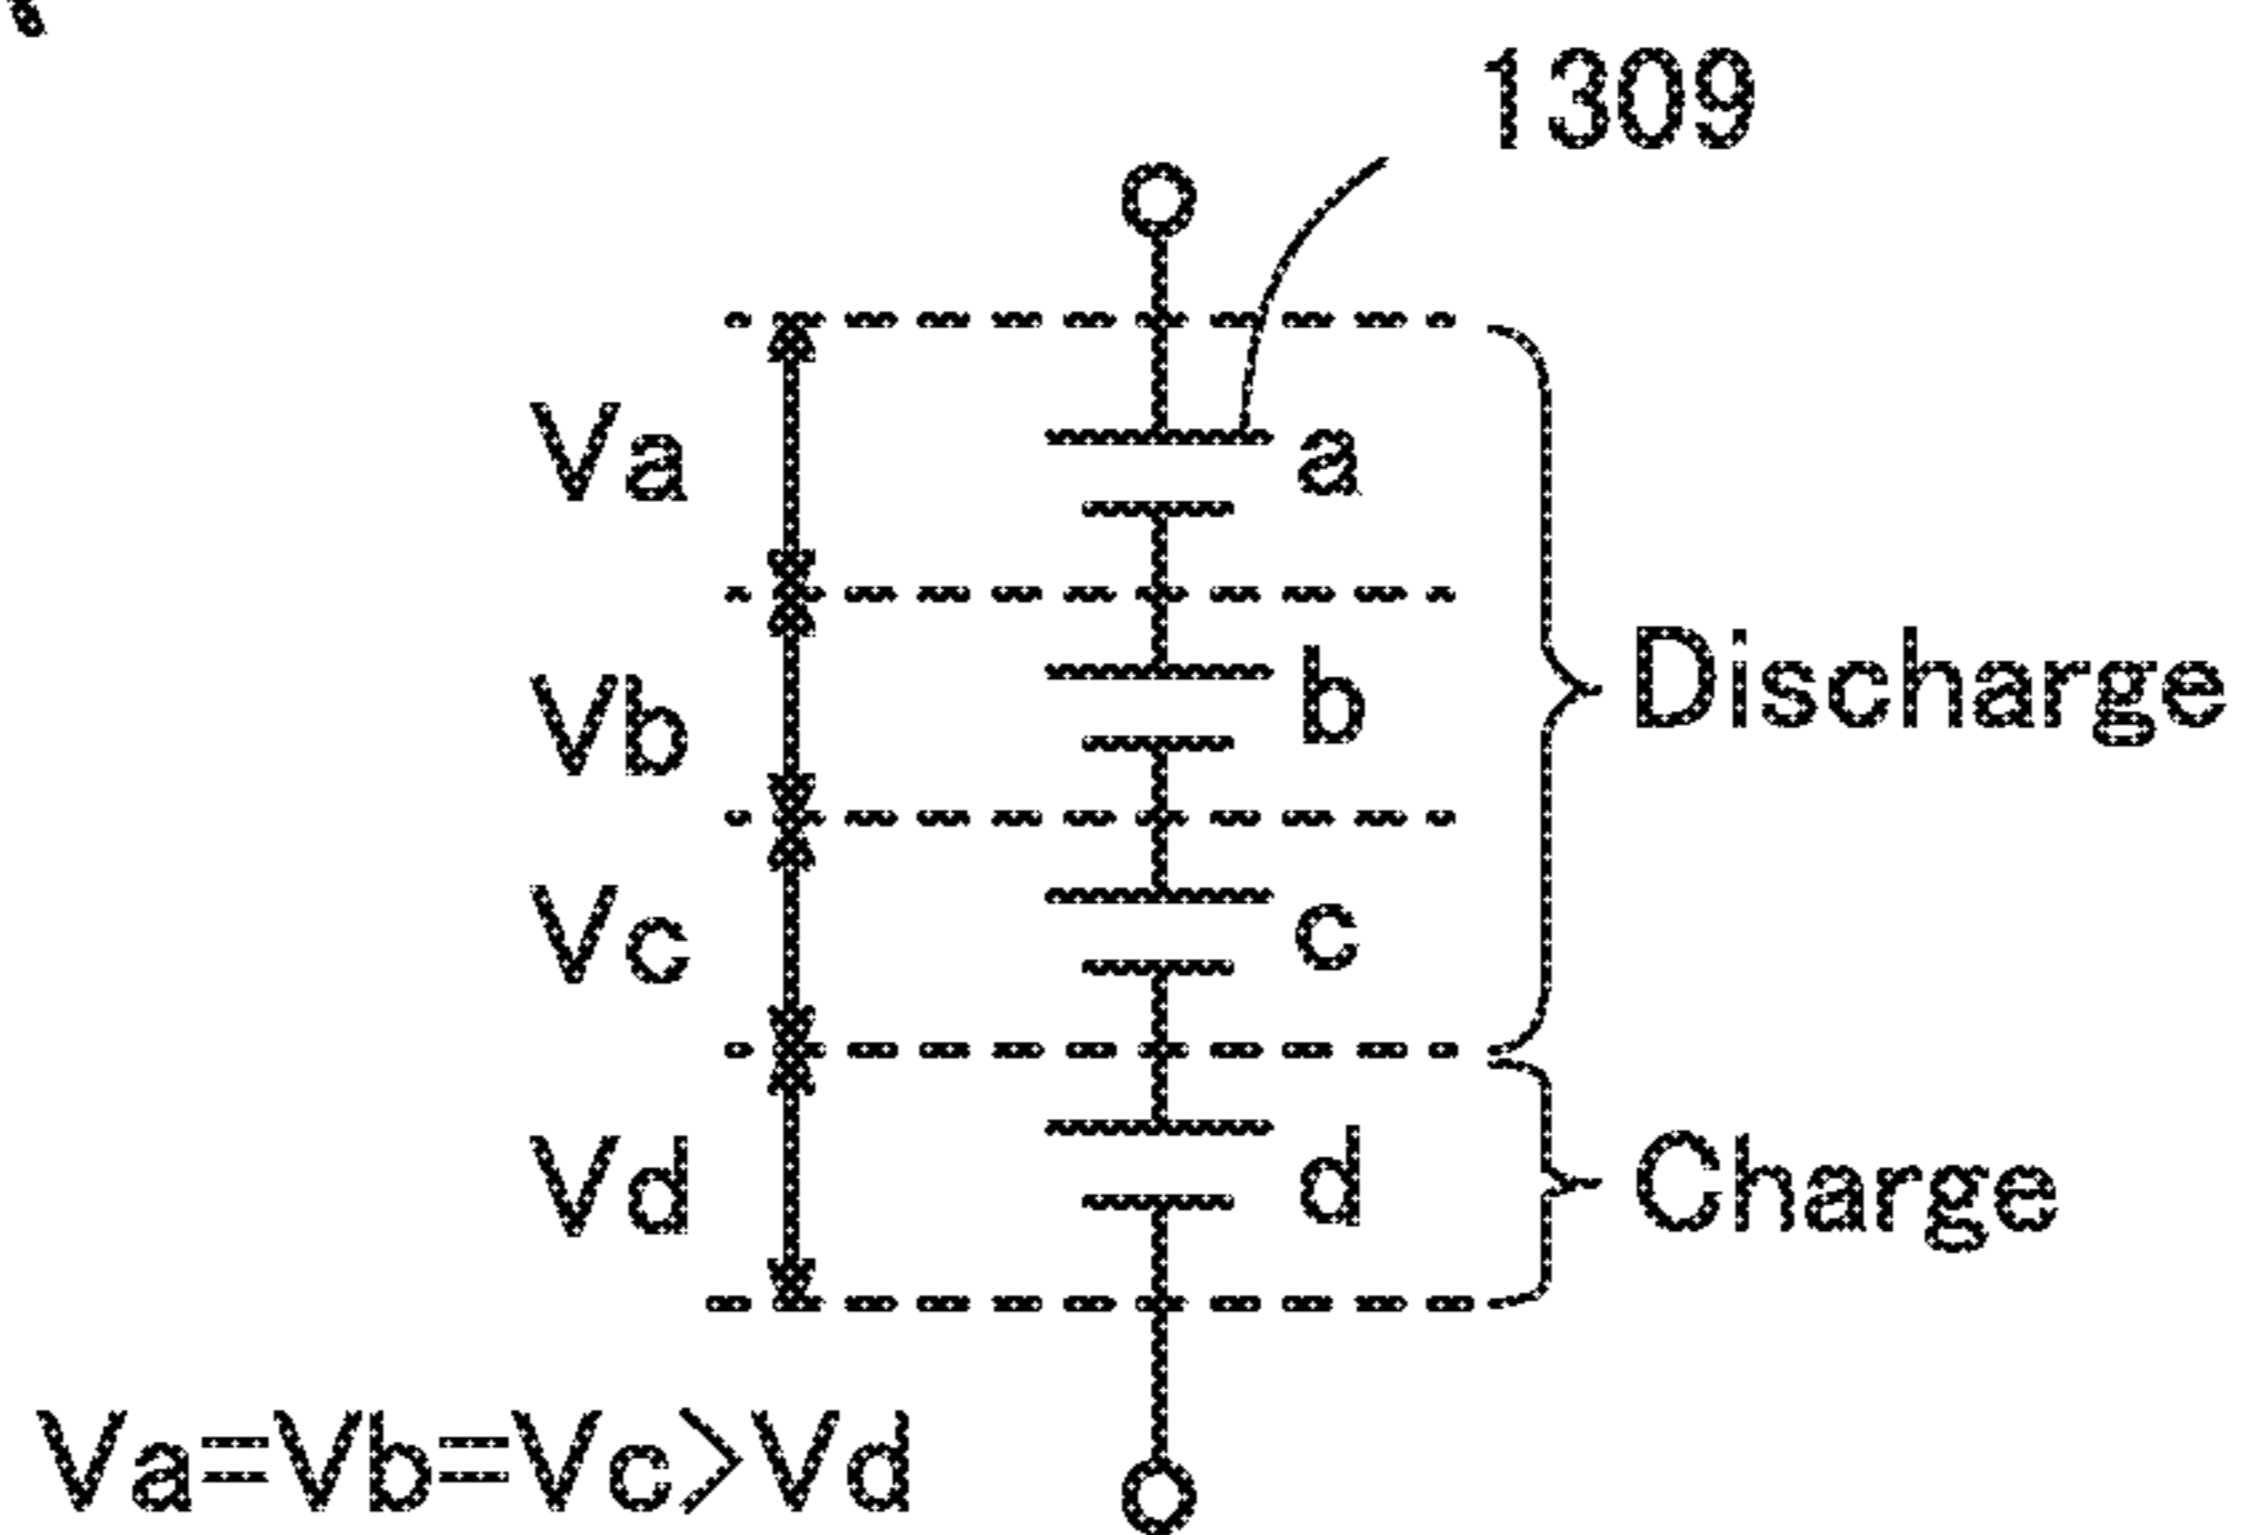 1309
Va
a
Vb
b
Discharge
Vc
c
Vd
d
Charge
Va=Vb=Vc>Vd